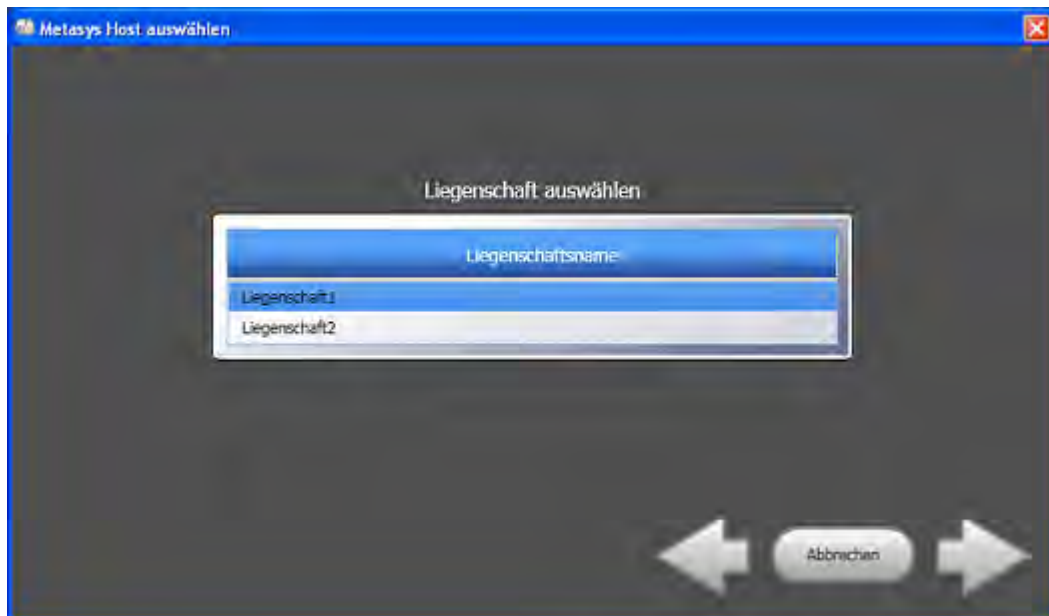 Metasys Host auswählen
Liegenschaft auswählen
Liegenschaftsname
Liegenschaft1
Liegenschaft2
Abbrechen